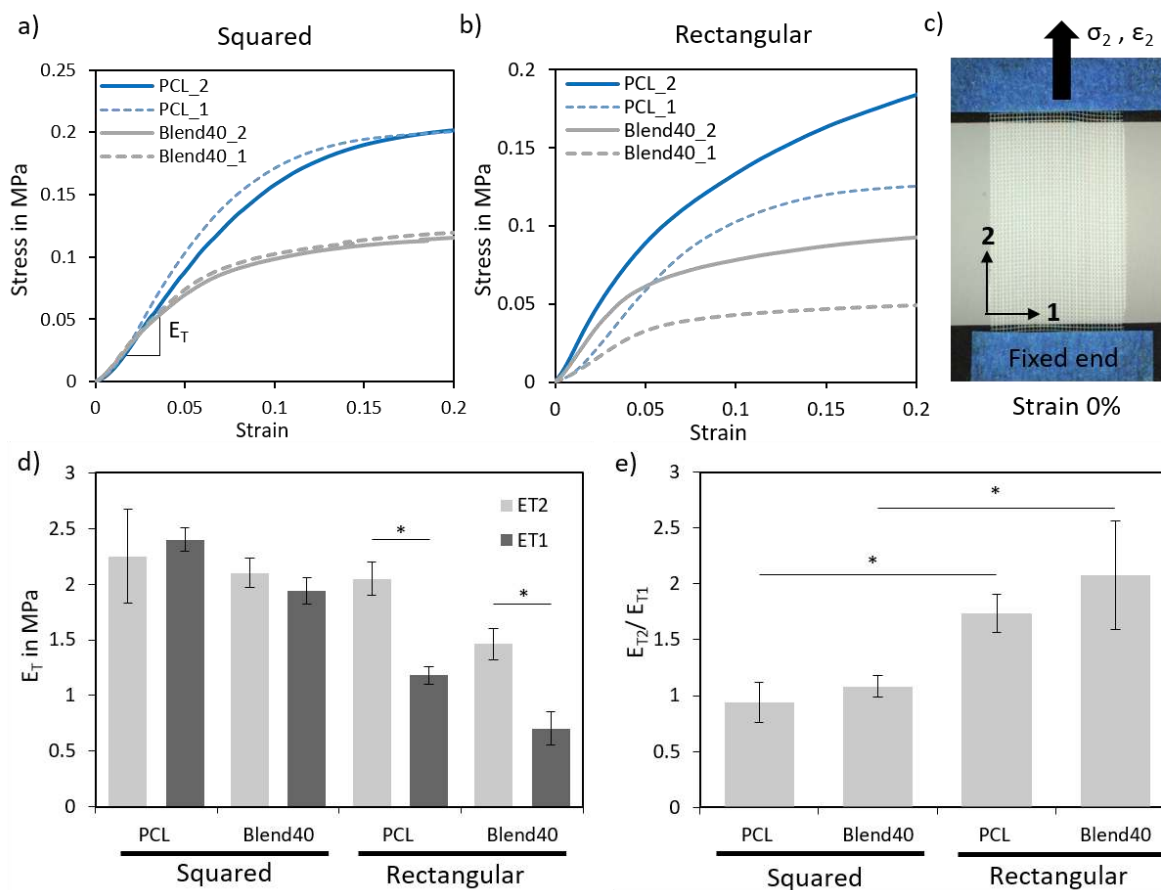 a)
Squared
0.25
0.2
0.15
0.1
0.05
0
Stress in MPa
PCL_2
PCL_1
Blend40_2
Blend40_1
E_T
0
0.05
0.1
0.15
0.2
Strain
b)
Rectangular
0.2
0.15
0.1
0.05
0
Stress in MPa
PCL_2
PCL_1
Blend40_2
Blend40_1
0
0.05
0.1
0.15
0.2
Strain
c)
σ₂ , ε₂
2
1
Fixed end
Strain 0%
d)
3
2.5
2
1.5
1
0.5
0
E_T in MPa
ET2
ET1
*
*
PCL
Blend40
PCL
Blend40
Squared
Rectangular
e)
3
2.5
2
1.5
1
0.5
0
E_T2/ E_T1
*
*
PCL
Blend40
PCL
Blend40
Squared
Rectangular